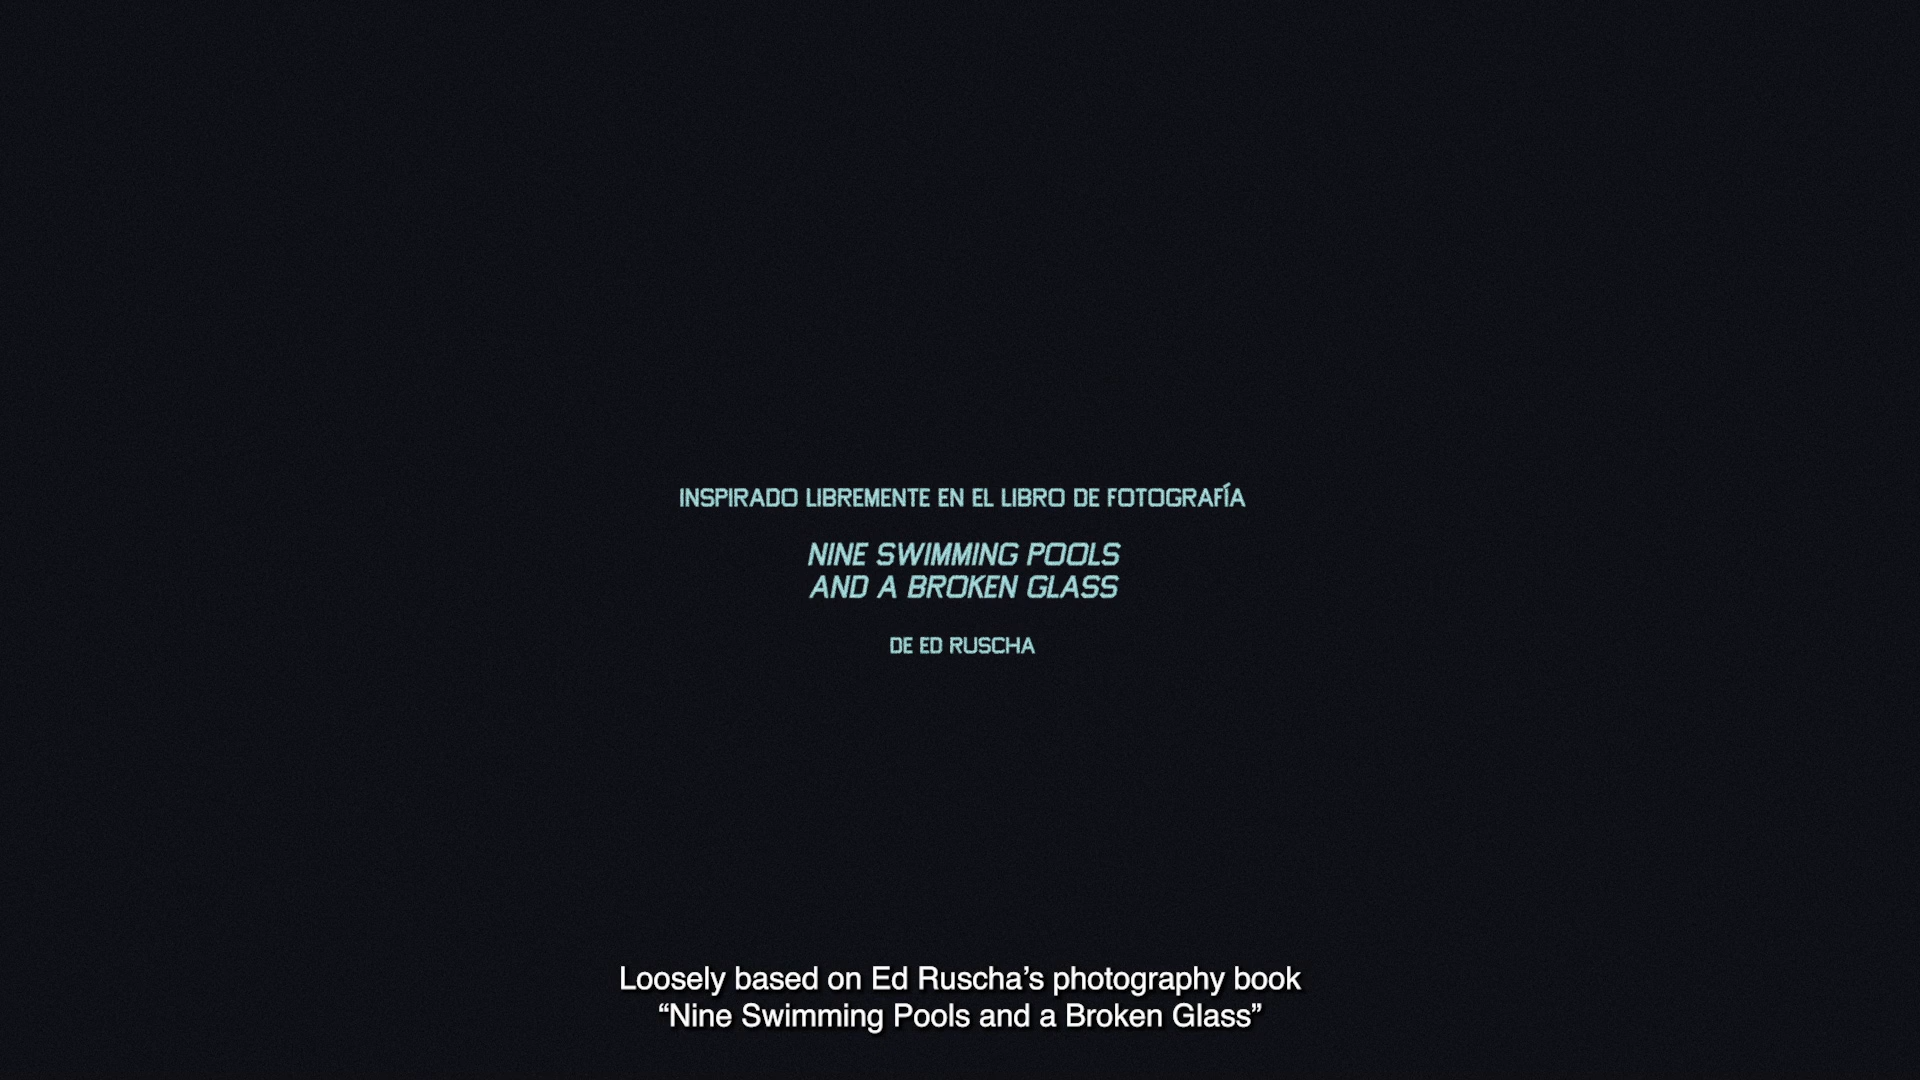 INSPIRADO LIBREMENTE EN EL LIBRO DE FOTOGRAFÍA
NINE SWIMMING POOLS
AND A BROKEN GLASS
DE ED RUSCHA
Loosely based on Ed Ruscha’s photography book
“Nine Swimming Pools and a Broken Glass”